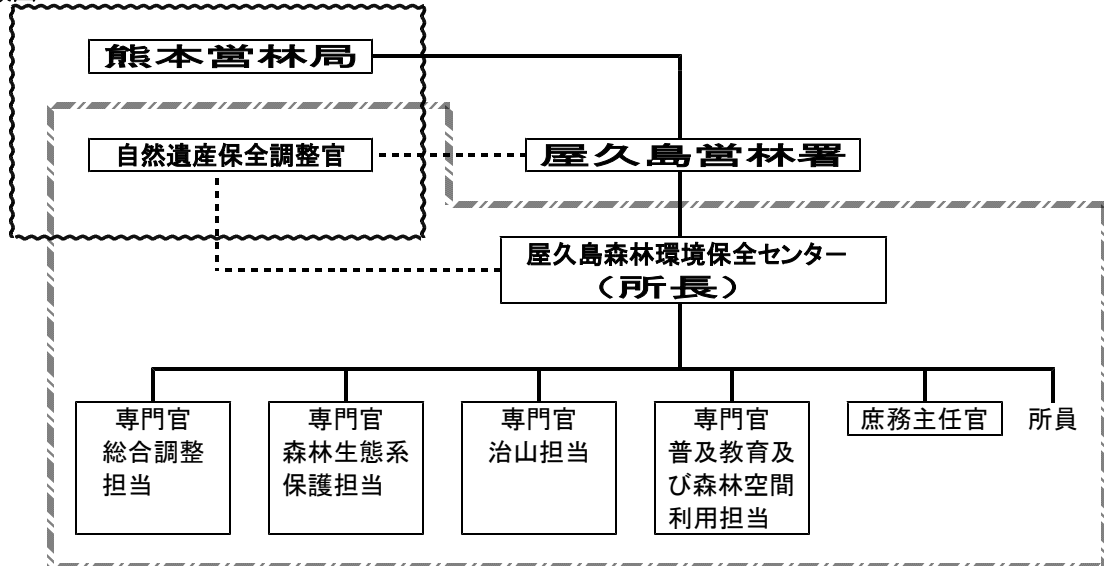 熊本営林局
自然遺産保全調整官
屋久島営林署
屋久島森林環境保全センター
（所長）
専門官
総合調整
担当
専門官
森林生態系
保護担当
専門官
治山担当
専門官
普及教育及
び森林空間
利用担当
庶務主任官
所員